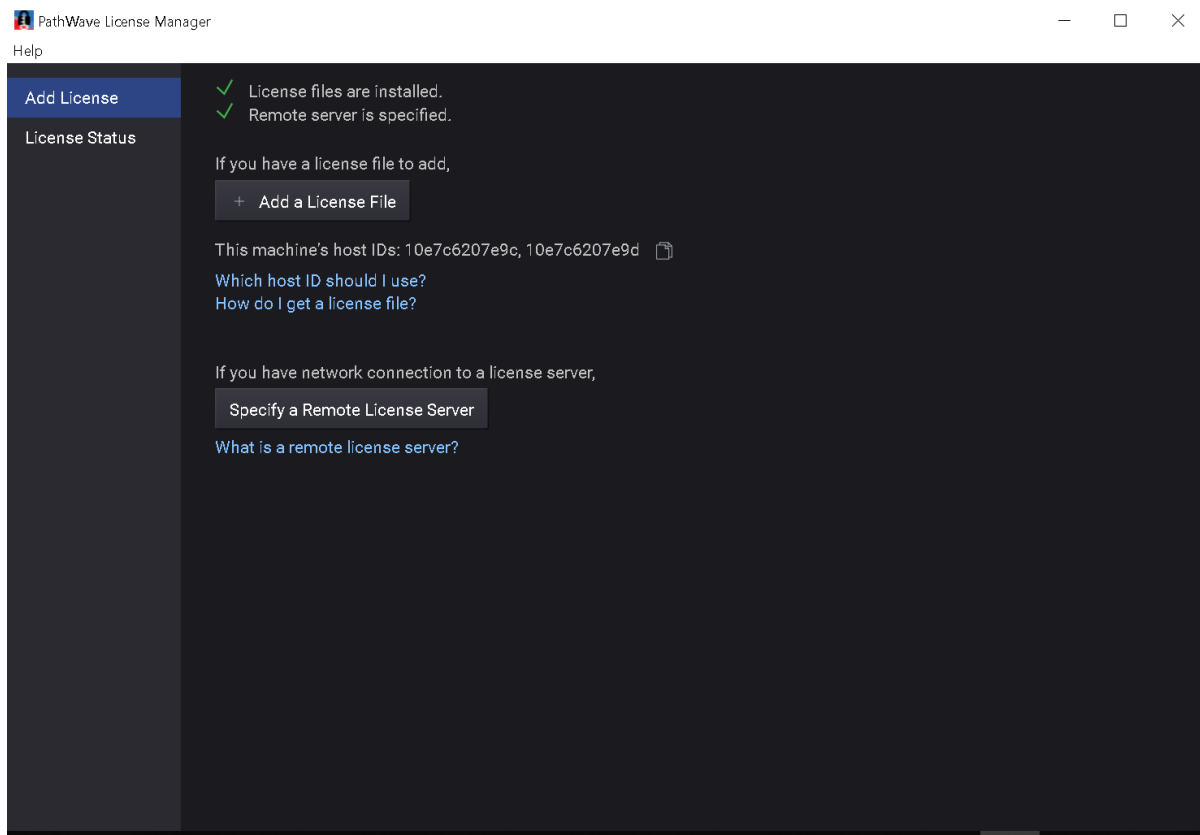 PathWave License Manager
Help
Add License
License Status
License files are installed.
Remote server is specified.
If you have a license file to add,
+ Add a License File
This machine's host IDs: 10e7c6207e9c, 10e7c6207e9d
Which host ID should I use?
How do I get a license file?
If you have network connection to a license server,
Specify a Remote License Server
What is a remote license server?